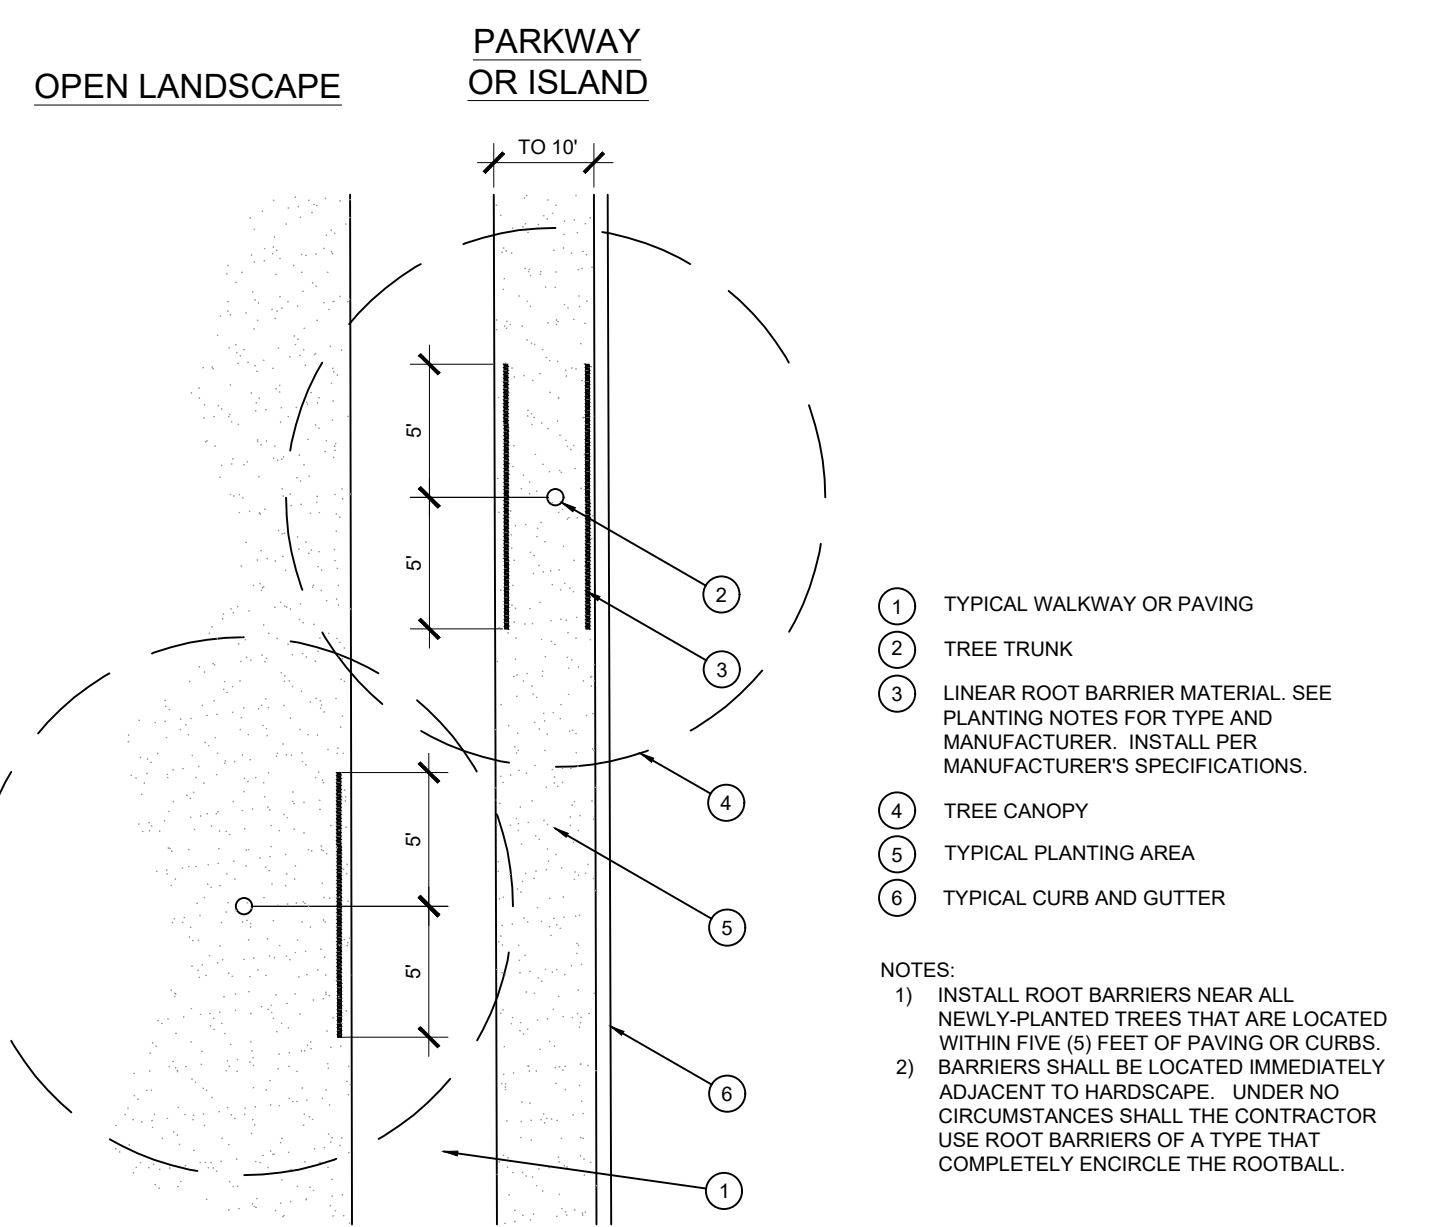 OPEN LANDSCAPE
PARKWAY
OR ISLAND
TO 10'
5'
5'
5'
5'
2
3
4
5
6
1
1 TYPICAL WALKWAY OR PAVING
2 TREE TRUNK
3 LINEAR ROOT BARRIER MATERIAL. SEE
PLANTING NOTES FOR TYPE AND
MANUFACTURER. INSTALL PER
MANUFACTURER'S SPECIFICATIONS.
4 TREE CANOPY
5 TYPICAL PLANTING AREA
6 TYPICAL CURB AND GUTTER
NOTES:
1) INSTALL ROOT BARRIERS NEAR ALL
NEWLY-PLANTED TREES THAT ARE LOCATED
WITHIN FIVE (5) FEET OF PAVING OR CURBS.
2) BARRIERS SHALL BE LOCATED IMMEDIATELY
ADJACENT TO HARDSCAPE. UNDER NO
CIRCUMSTANCES SHALL THE CONTRACTOR
USE ROOT BARRIERS OF A TYPE THAT
COMPLETELY ENCIRCLE THE ROOTBALL.